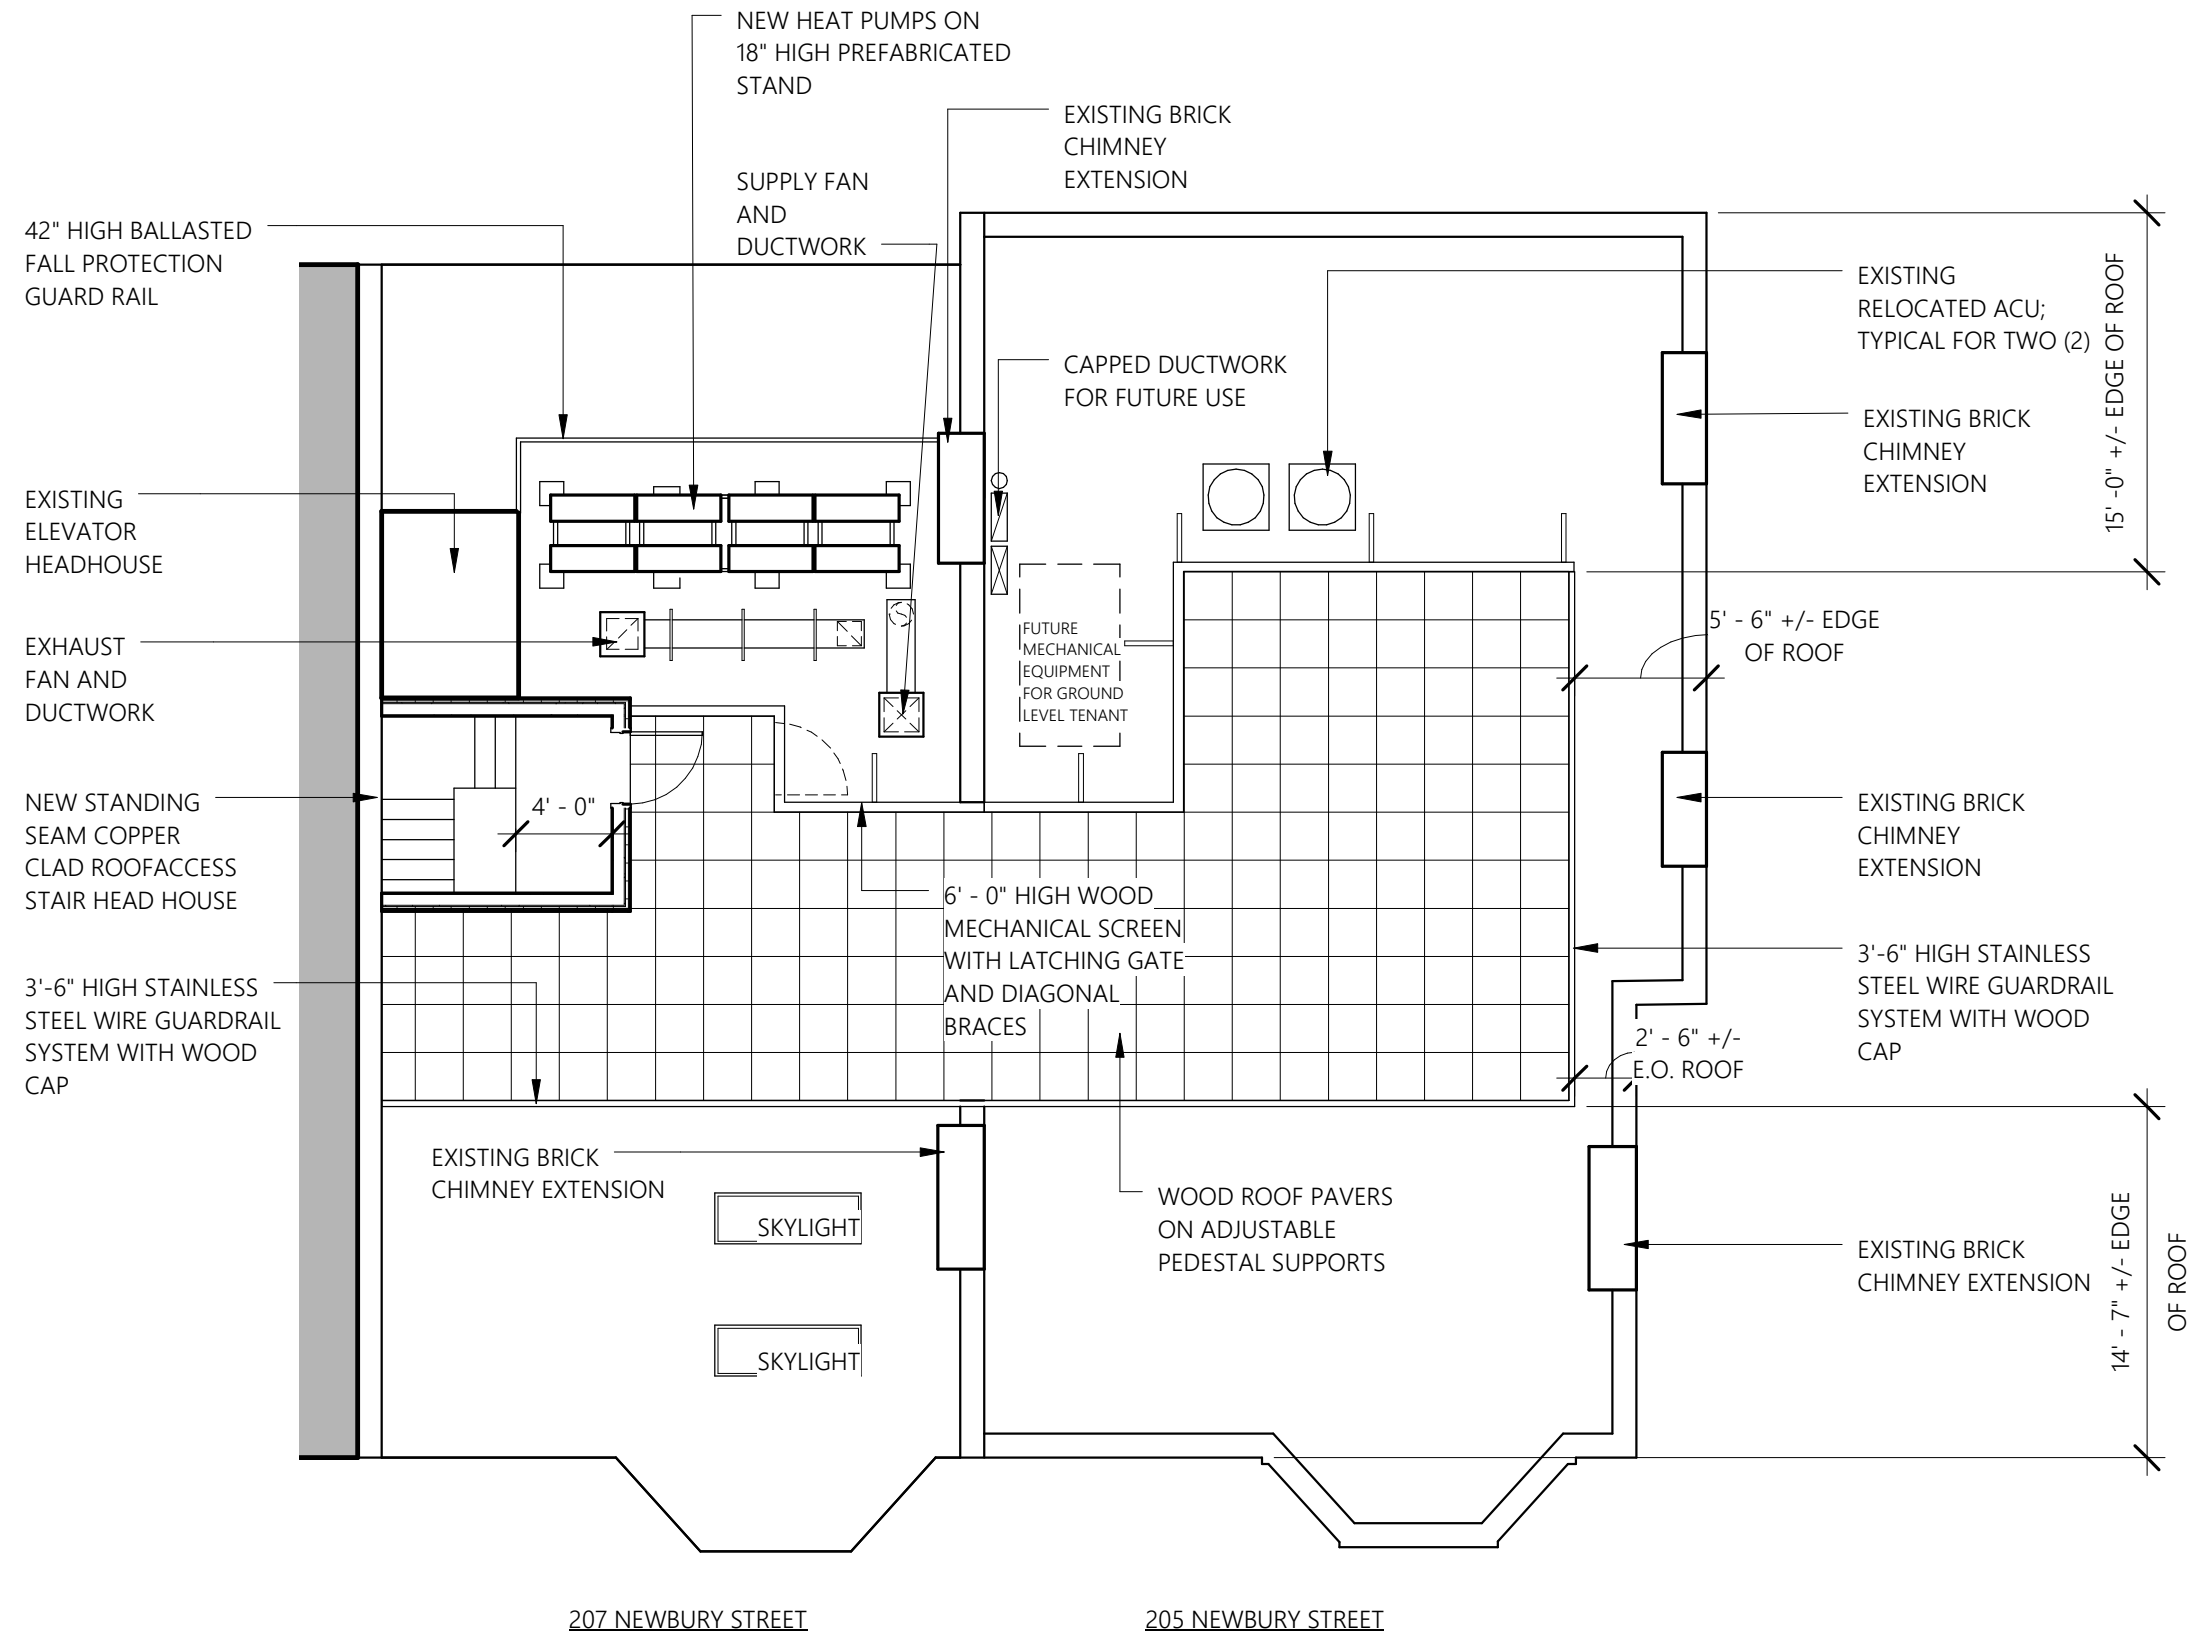 NEW HEAT PUMPS ON
18" HIGH PREFABRICATED
STAND
EXISTING BRICK
CHIMNEY
EXTENSION
SUPPLY FAN
AND
DUCTWORK
42" HIGH BALLASTED
FALL PROTECTION
GUARD RAIL
EXISTING
RELOCATED ACU;
TYPICAL FOR TWO (2)
15' -0" +/- EDGE OF ROOF
CAPPED DUCTWORK
FOR FUTURE USE
EXISTING BRICK
CHIMNEY
EXTENSION
EXISTING
ELEVATOR
HEADHOUSE
S
FUTURE
MECHANICAL
EQUIPMENT
FOR GROUND
LEVEL TENANT
5' - 6" +/- EDGE
OF ROOF
EXHAUST
FAN AND
DUCTWORK
NEW STANDING
SEAM COPPER
CLAD ROOFACCESS
STAIR HEAD HOUSE
4' - 0"
EXISTING BRICK
CHIMNEY
EXTENSION
6' - 0" HIGH WOOD
MECHANICAL SCREEN
WITH LATCHING GATE
AND DIAGONAL
BRACES
3'-6" HIGH STAINLESS
STEEL WIRE GUARDRAIL
SYSTEM WITH WOOD
CAP
3'-6" HIGH STAINLESS
STEEL WIRE GUARDRAIL
SYSTEM WITH WOOD
CAP
2' - 6" +/-
E.O. ROOF
EXISTING BRICK
CHIMNEY EXTENSION
SKYLIGHT
SKYLIGHT
WOOD ROOF PAVERS
ON ADJUSTABLE
PEDESTAL SUPPORTS
EXISTING BRICK
CHIMNEY EXTENSION
14' - 7" +/- EDGE
OF ROOF
207 NEWBURY STREET
205 NEWBURY STREET